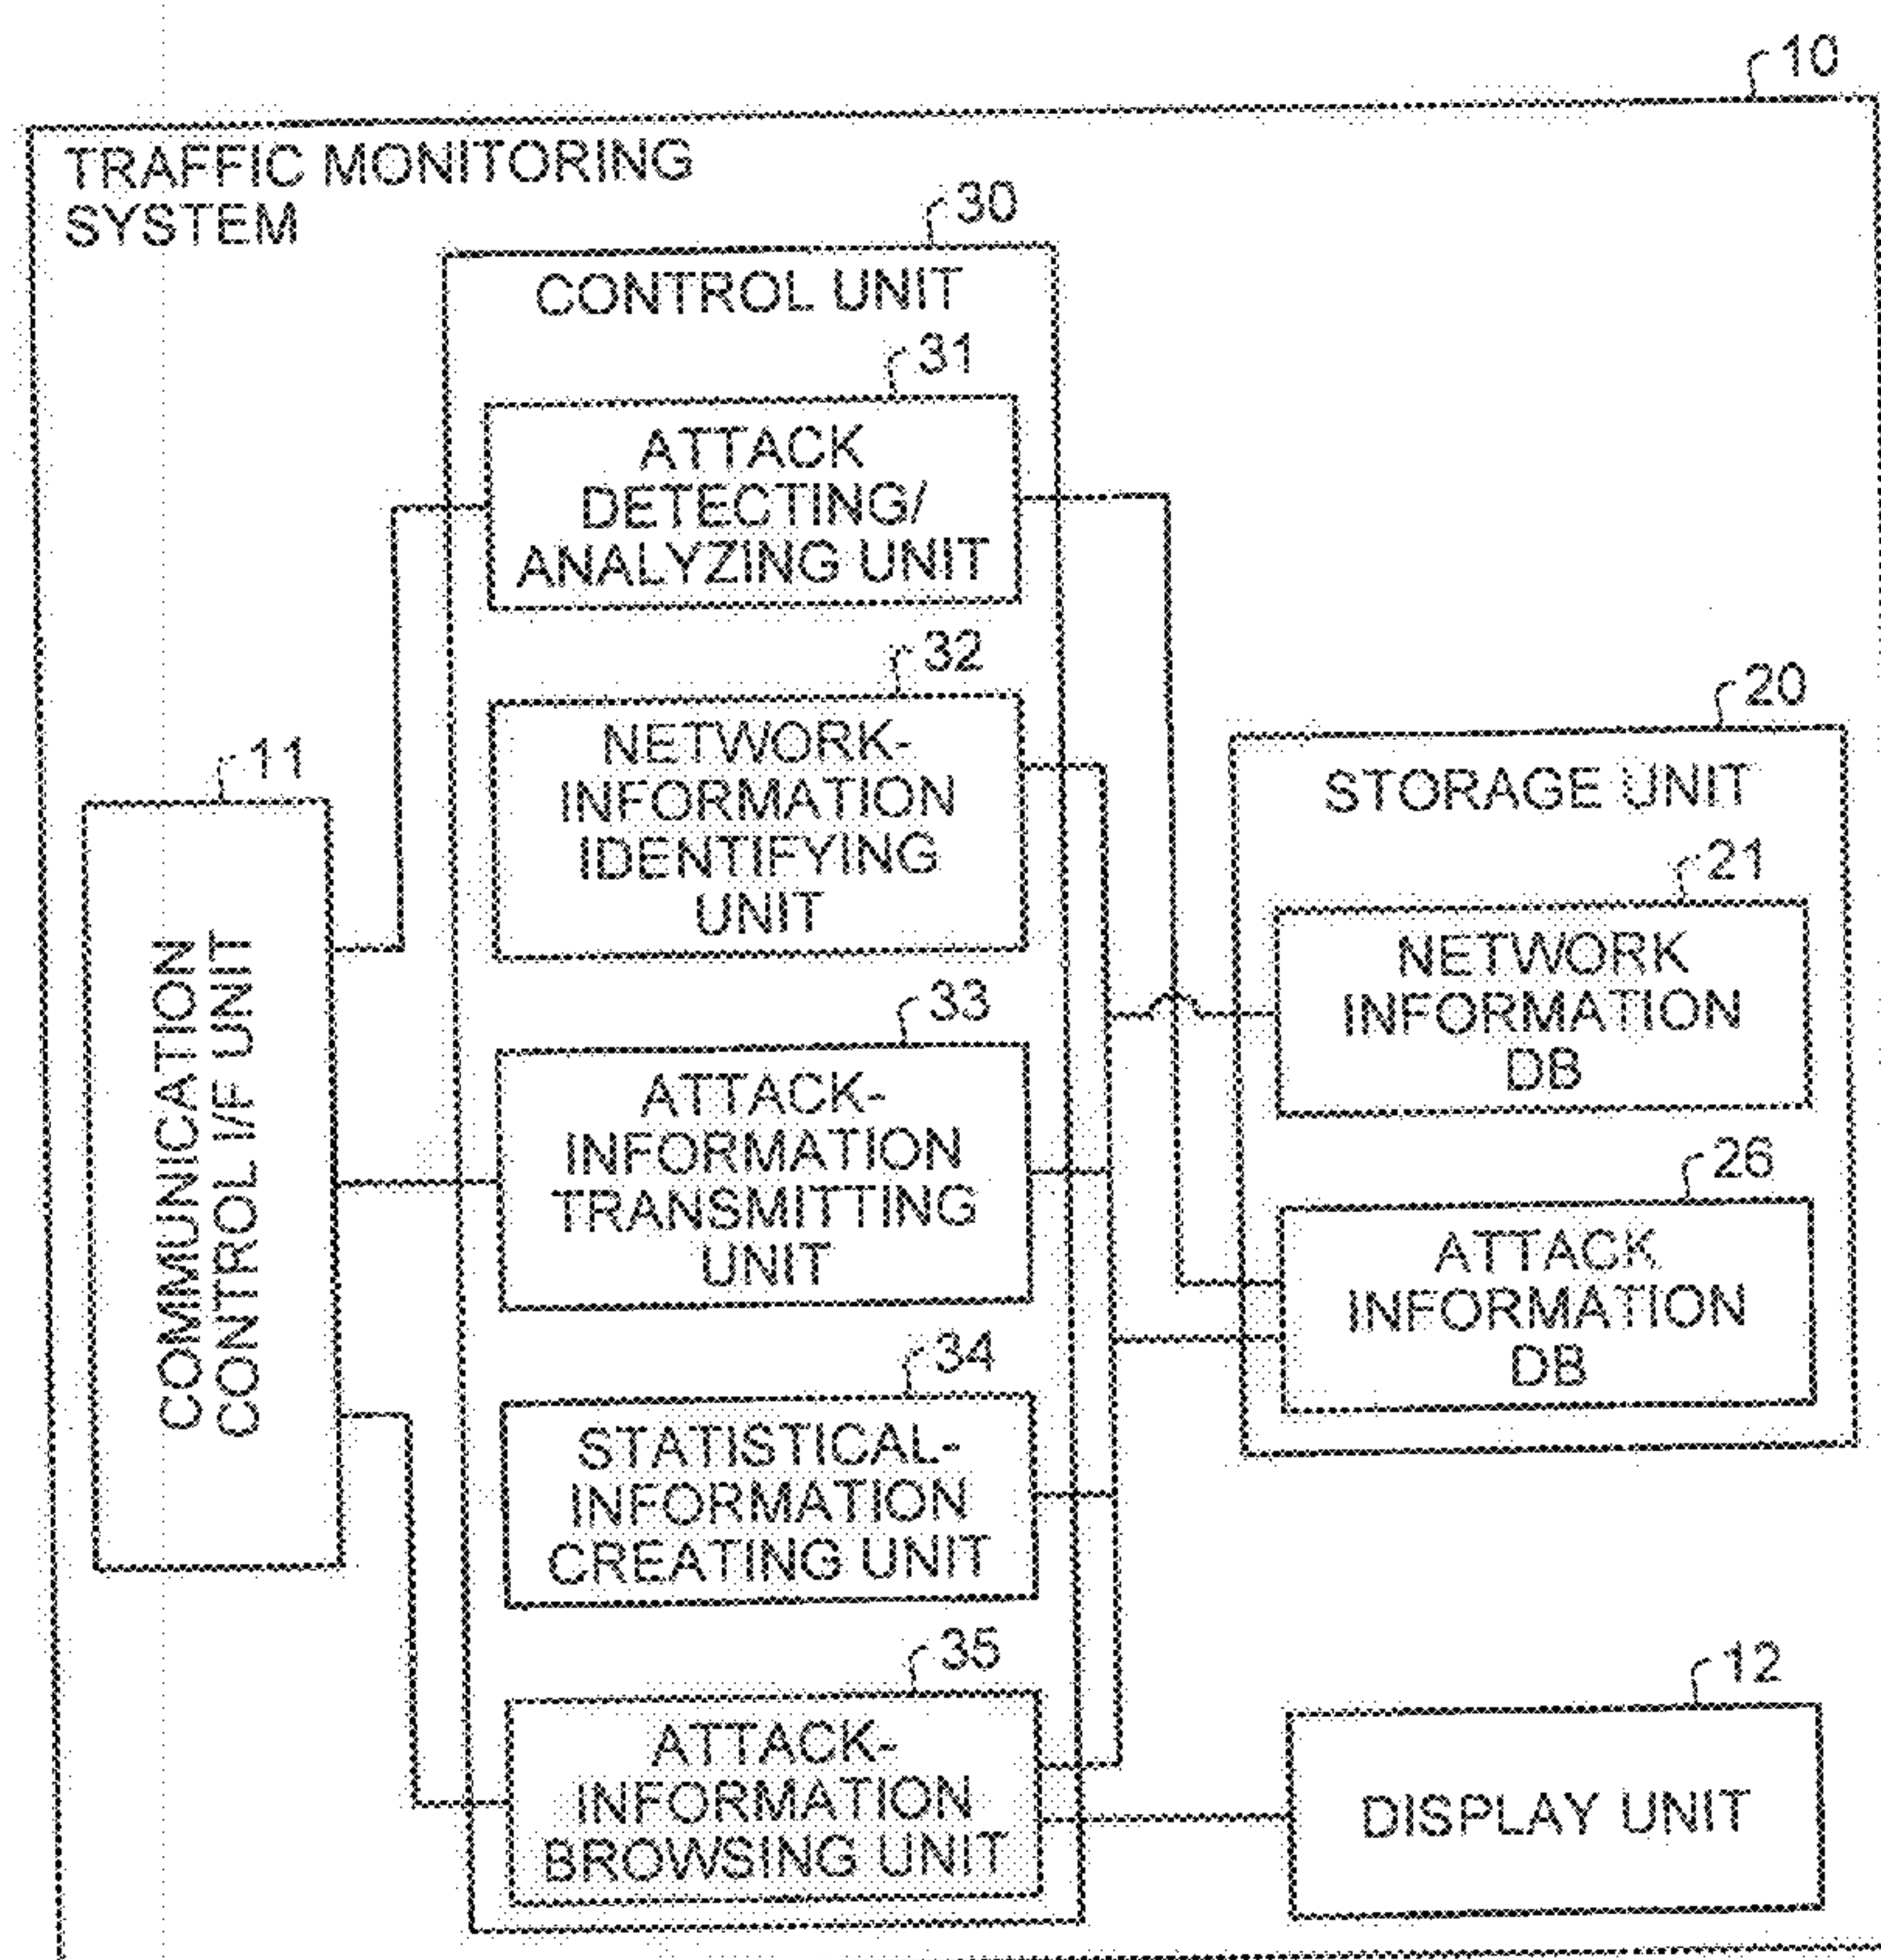 10
TRAFFIC MONITORING
SYSTEM
30
CONTROL UNIT
31
ATTACK
DETECTING/
ANALYZING UNIT
32
NETWORK-
INFORMATION
IDENTIFYING
UNIT
20
STORAGE UNIT
11
COMMUNICATION
CONTROL I/F UNIT
21
NETWORK
INFORMATION
DB
33
ATTACK-
INFORMATION
TRANSMITTING
UNIT
26
ATTACK
INFORMATION
DB
34
STATISTICAL-
INFORMATION
CREATING UNIT
35
ATTACK-
INFORMATION
BROWSING UNIT
12
DISPLAY UNIT